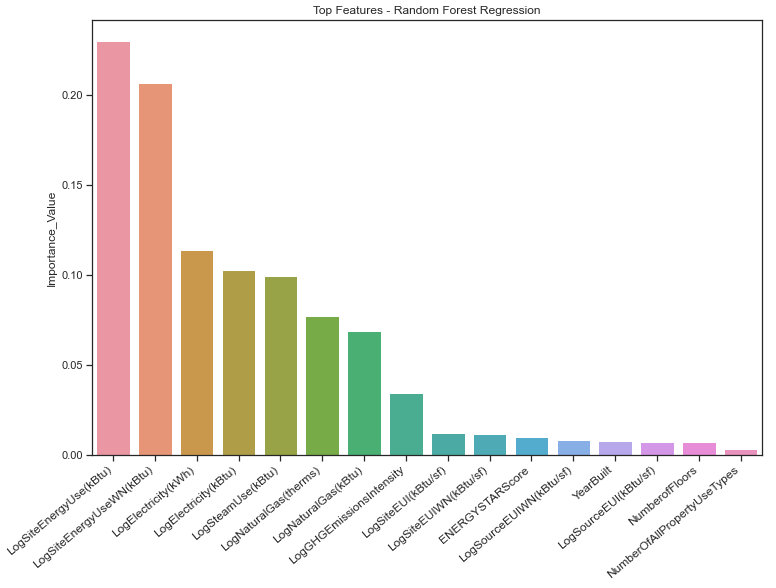 Top Features - Random Forest Regression
Importance_Value
0.20
0.15
0.10
0.05
0.00
LogSiteEnergyUse(kBtu)
LogSiteEnergyUseWN(kBtu)
LogElectricity(kWh)
LogElectricity(kBtu)
LogSteamUse(kBtu)
LogNaturalGas(therms)
LogNaturalGas(kBtu)
LogGHGEmissionsIntensity
LogSiteEUI(kBtu/sf)
LogSiteEUIWN(kBtu/sf)
ENERGYSTARScore
LogSourceEUIWN(kBtu/sf)
YearBuilt
LogSourceEUI(kBtu/sf)
NumberofFloors
NumberOfAllPropertyUseTypes